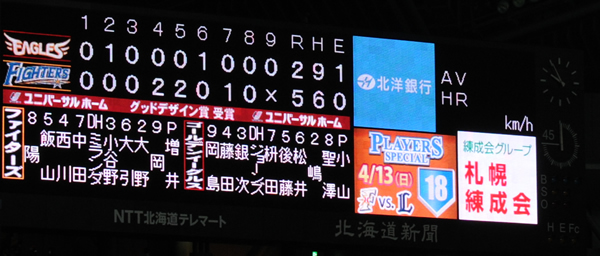 1 2 3 4 5 6 7 8 9 R H E
EAGLES 0 1 0 0 0 1 0 0 0 2 9 1
FIGHTERS 0 0 0 2 2 0 1 0 × 5 6 0
ユニバーサルホーム グッドデザイン賞 受賞 ユニバーサルホーム
ファイターズ
8 5 4 7 DH 3 6 2 9 P
陽 飯山 西川 中田 ミランダ 小谷野 大引 大野 岡 増井
ゴールデンイーグルス
9 4 3 DH 7 5 6 2 8 P
岡島 藤田 銀次 ジョーンズ 枡田 後藤 松井 嶋 聖澤 小山
北洋銀行
AV
HR
km/h
PLAYERS
SPECIAL
4/13(日)
18
F vs. L
練成会グループ
札幌
練成会
NTT北海道テレマート
北海道新聞